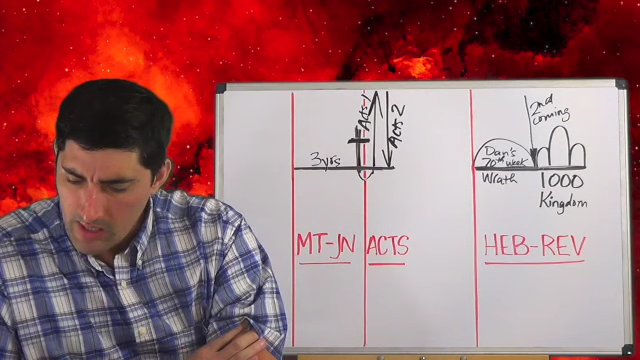 3yrs
Acts 1
Acts 2
2nd
coming
Dan's
70th week
Wrath
1000
Kingdom
MT-JN
ACTS
HEB-REV